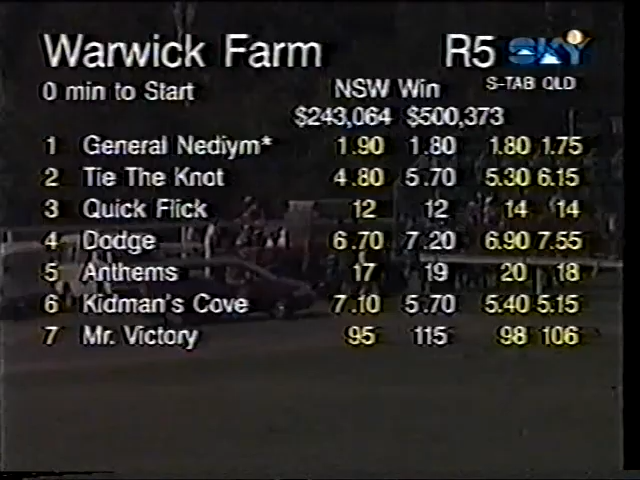 Warwick Farm R5 SKY 1
0 min to Start NSW Win S-TAB QLD
$243,064 $500,373
1 General Nediym* 1.90 1.80 1.80 1.75
2 Tie The Knot 4.80 5.70 5.30 6.15
3 Quick Flick 12 12 14 14
4 Dodge 6.70 7.20 6.90 7.55
5 Anthems 17 19 20 18
6 Kidman's Cove 7.10 5.70 5.40 5.15
7 Mr. Victory 95 115 98 106